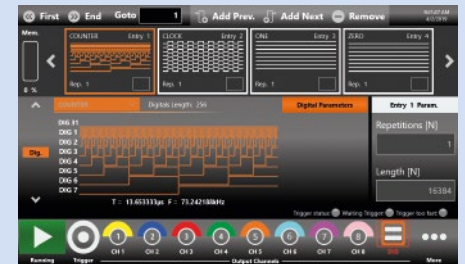 First End Goto 1 Add Prev. Add Next Remove
Mem.
0 %
COUNTER Entry 1
Rep. 1
CLOCK Entry 2
Rep. 1
ONE Entry 3
Rep. 1
ZERO Entry 4
Rep. 1
COUNTER Digitals Length: 256 Digital Parameters
Entry 1 Param.
Dig.
DIG 31
DIG 1
DIG 2
DIG 3
DIG 4
DIG 5
DIG 6
DIG 7
T = 13.653333µs F = 73.242188kHz
Repetitions [N]
1
Length [N]
16384
Trigger status: Waiting Trigger: Trigger too fast:
Running
Trigger
1 CH 1
2 CH 2
3 CH 3
4 CH 4
5 CH 5
6 CH 6
7 CH 7
8 CH 8
DIG
More
Output Channels